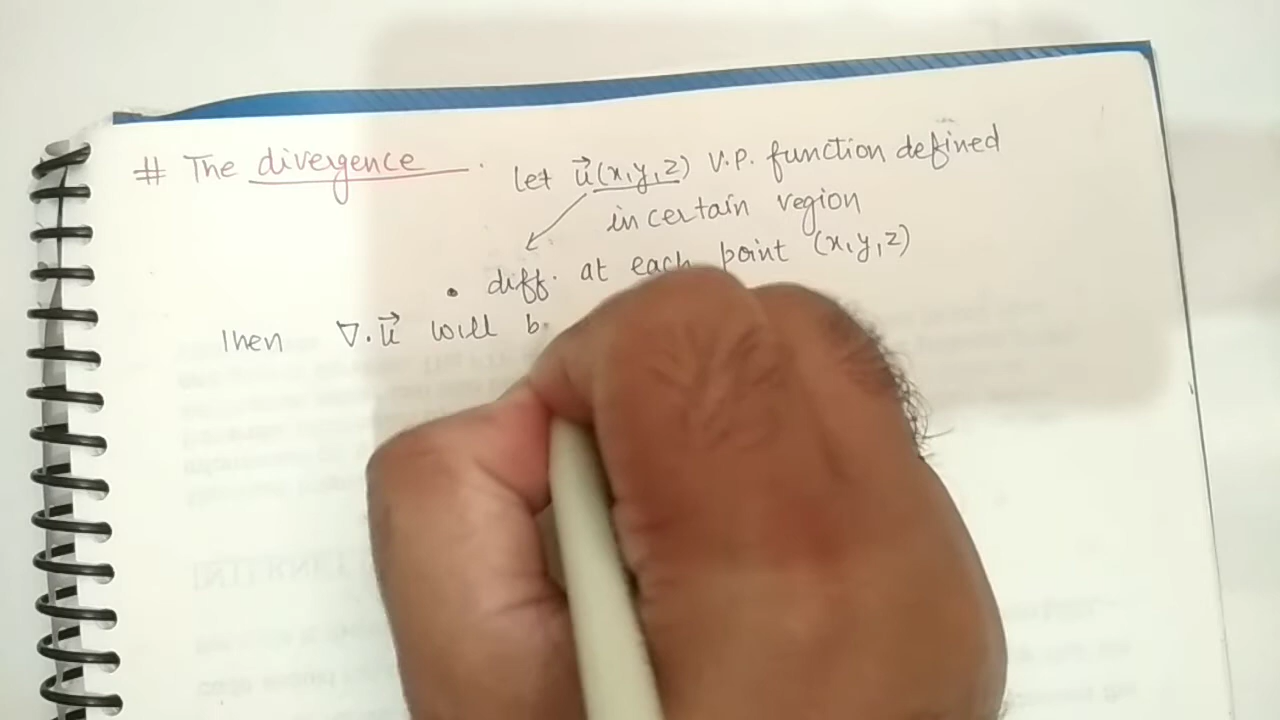 # The divergence . Let u⃗(x,y,z) V.P. function defined
in certain region
• diff. at each point (x,y,z)
Then ∇.u⃗ will b